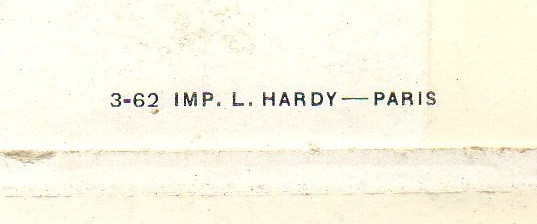 3-62 IMP. L. HARDY — PARIS